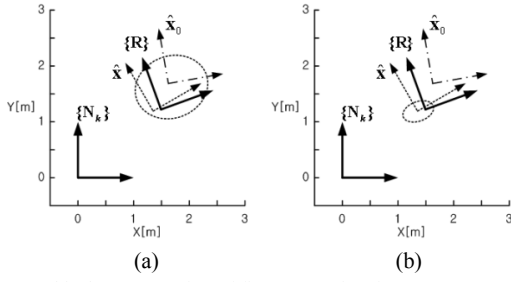 3
2
1
0
Y[m]
x̂₀
{R}
x̂
{Nₖ}
0 1 2 3
X[m]
(a)
3
2
1
0
Y[m]
x̂₀
{R}
x̂
{Nₖ}
0 1 2 3
X[m]
(b)